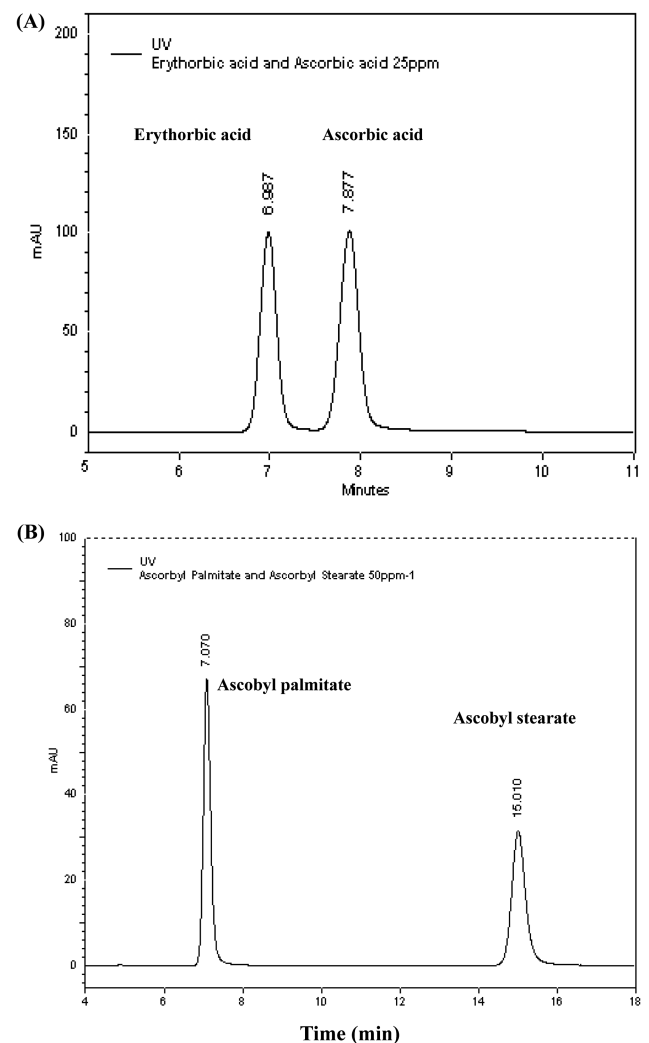 (A)
200
UV
Erythorbic acid and Ascorbic acid 25ppm
150
Erythorbic acid
Ascorbic acid
6.987
7.877
100
mAU
50
0
5 6 7 8 9 10 11
Minutes
(B)
100
UV
Ascorbyl Palmitate and Ascorbyl Stearate 50ppm-1
80
7.070
Ascobyl palmitate
60
Ascobyl stearate
mAU
40
15.010
20
0
4 6 8 10 12 14 16 18
Time (min)